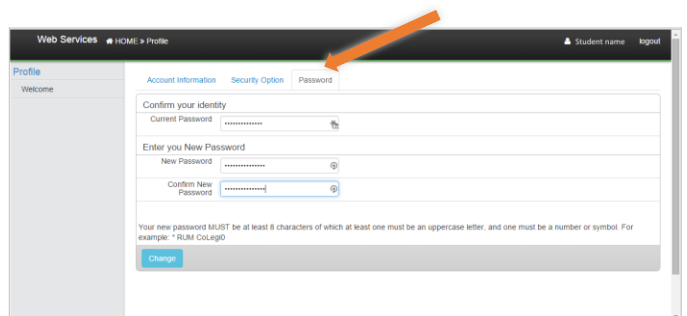 Web Services HOME » Profile Student name logout
Profile
Welcome
Account Information Security Option Password
Confirm your identity
Current Password ••••••••••••••
Enter you New Password
New Password •••••••••••••••
Confirm New
Password •••••••••••••••
Your new password MUST be at least 8 characters of which at least one must be an uppercase letter, and one must be a number or symbol. For
example: * RUM CoLegi0
Change